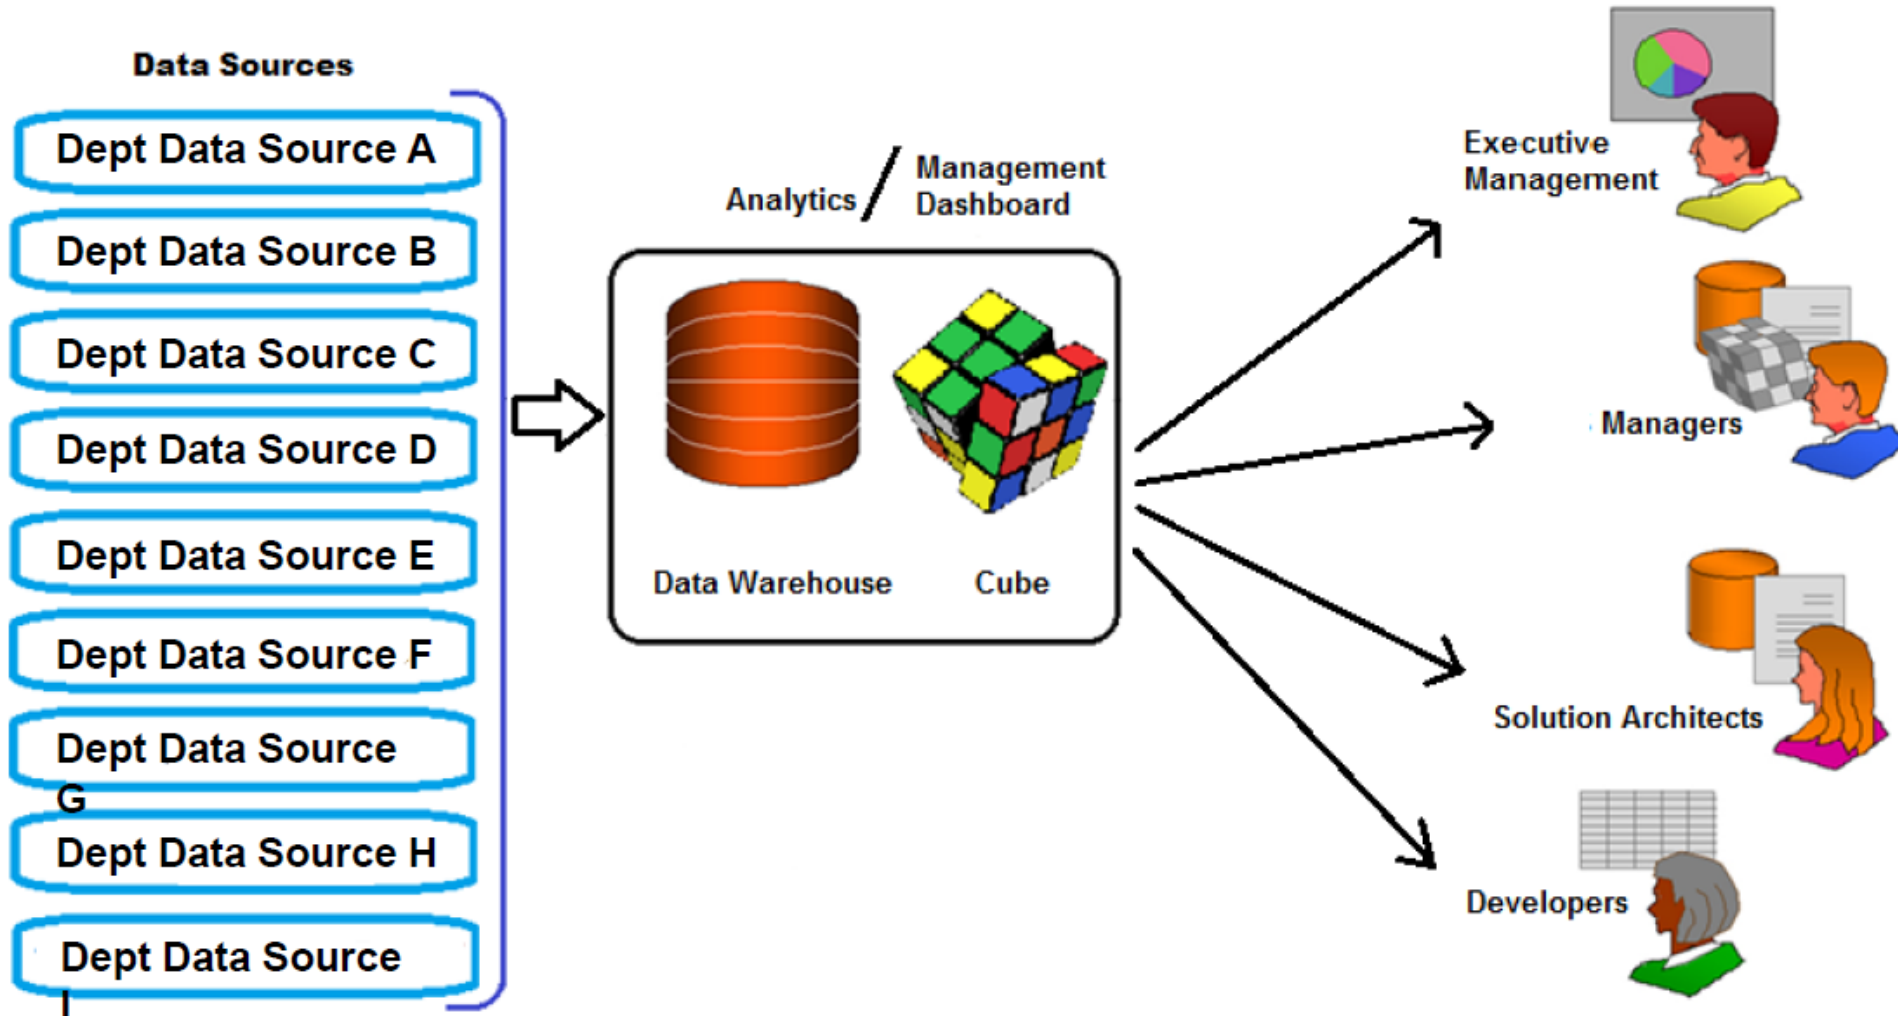 Data Sources
Dept Data Source A
Dept Data Source B
Dept Data Source C
Dept Data Source D
Dept Data Source E
Dept Data Source F
Dept Data Source
G
Dept Data Source H
Dept Data Source
I
Analytics
Management
Dashboard
Data Warehouse
Cube
Executive
Management
Managers
Solution Architects
Developers